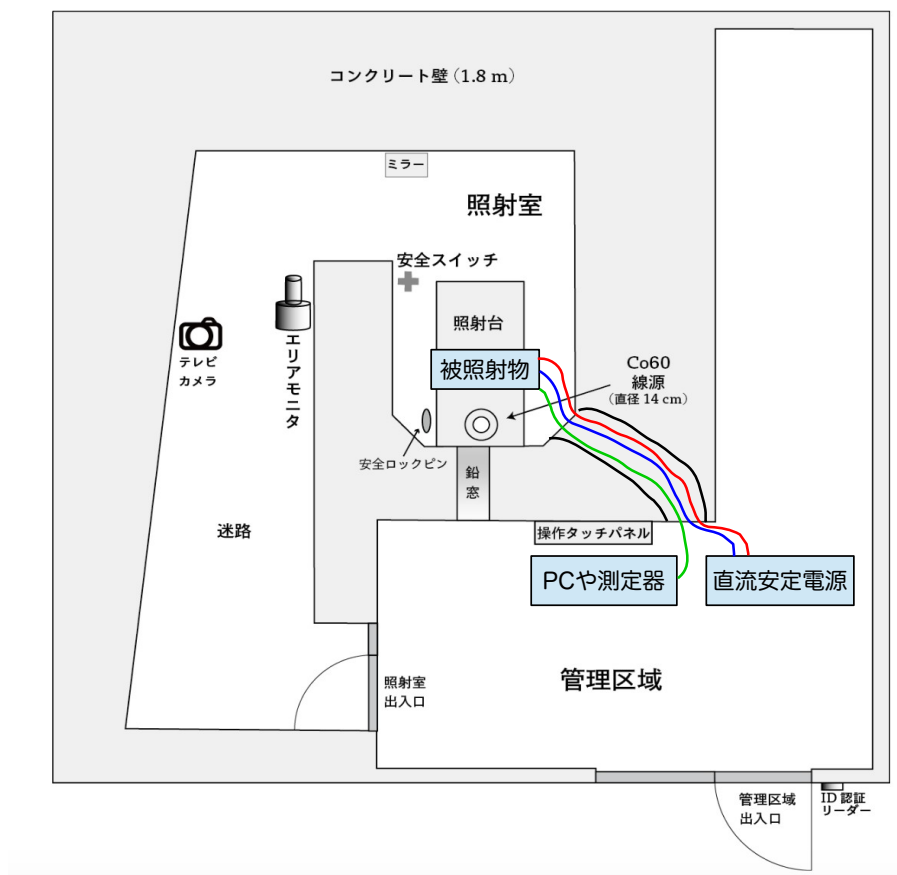 コンクリート壁（1.8 m）
ミラー
照射室
安全スイッチ
照射台
エリアモニタ
テレビ
カメラ
被照射物
Co60
線源
（直径 14 cm）
安全ロックピン
鉛
窓
迷路
操作タッチパネル
PCや測定器
直流安定電源
管理区域
照射室
出入口
管理区域
出入口
ID 認証
リーダー